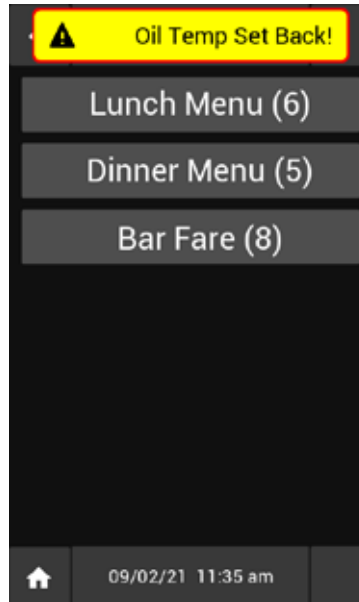 Oil Temp Set Back!
Lunch Menu (6)
Dinner Menu (5)
Bar Fare (8)
09/02/21 11:35 am